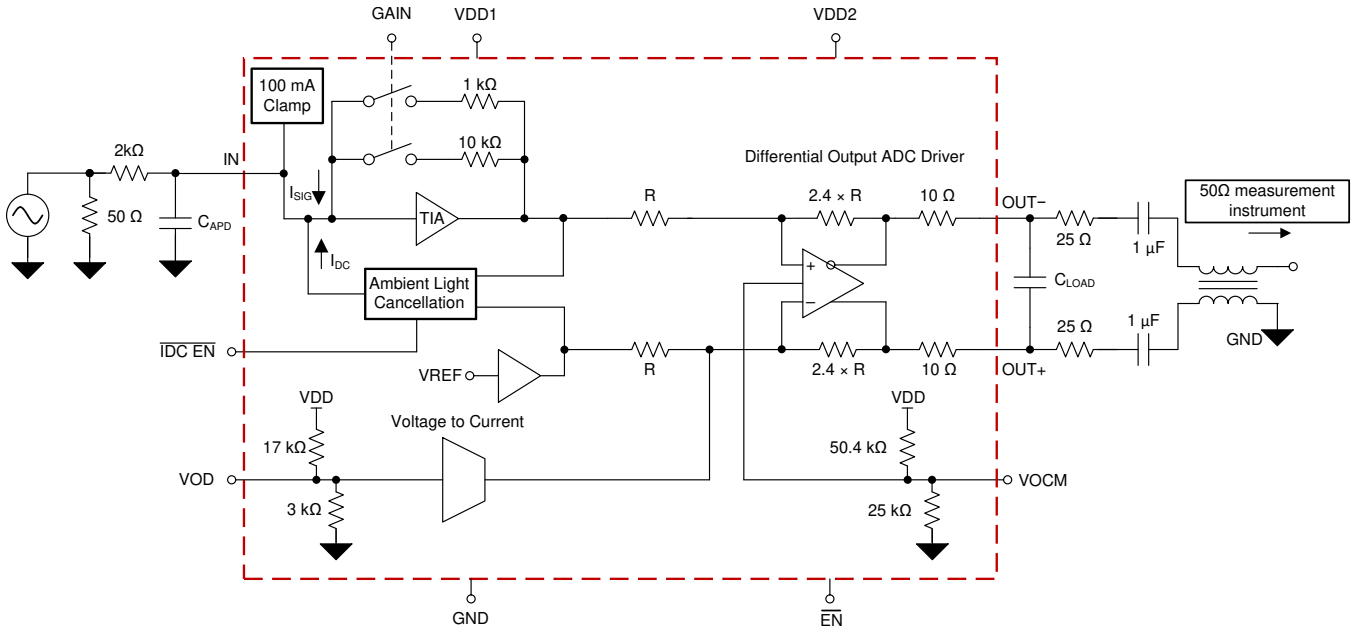 GAIN
VDD1
VDD2
100 mA
Clamp
1 kΩ
10 kΩ
2kΩ
IN
50 Ω
CAPD
ISIG
TIA
IDC
Ambient Light
Cancellation
IDC EN
VREF
Differential Output ADC Driver
R
2.4 × R
10 Ω
OUT–
+
–
R
2.4 × R
10 Ω
OUT+
25 Ω
1 µF
CLOAD
25 Ω
1 µF
50Ω measurement
instrument
GND
VDD
17 kΩ
Voltage to Current
VOD
3 kΩ
VDD
50.4 kΩ
VOCM
25 kΩ
GND
EN